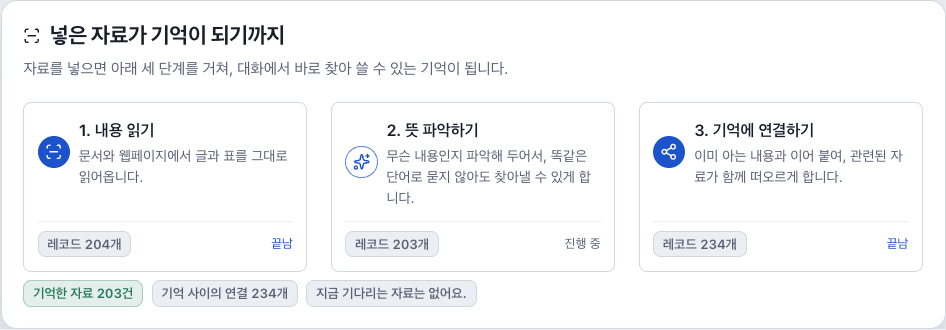 넣은 자료가 기억이 되기까지
자료를 넣으면 아래 세 단계를 거쳐, 대화에서 바로 찾아 쓸 수 있는 기억이 됩니다.
1. 내용 읽기
문서와 웹페이지에서 글과 표를 그대로
읽어옵니다.
레코드 204개
끝남
2. 뜻 파악하기
무슨 내용인지 파악해 두어서, 똑같은
단어로 묻지 않아도 찾아낼 수 있게 합
니다.
레코드 203개
진행 중
3. 기억에 연결하기
이미 아는 내용과 이어 붙여, 관련된 자
료가 함께 떠오르게 합니다.
레코드 234개
끝남
기억한 자료 203건
기억 사이의 연결 234개
지금 기다리는 자료는 없어요.